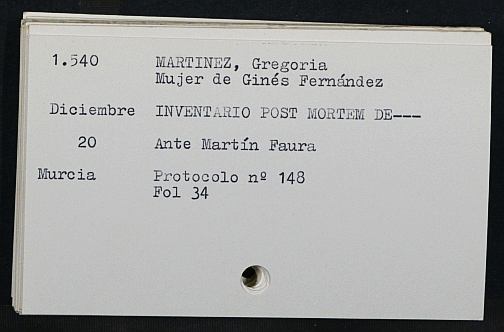 1.540 MARTINEZ, Gregoria
Mujer de Ginés Fernández
Diciembre INVENTARIO POST MORTEM DE---
20 Ante Martín Faura
Murcia Protocolo nº 148
Fol 34